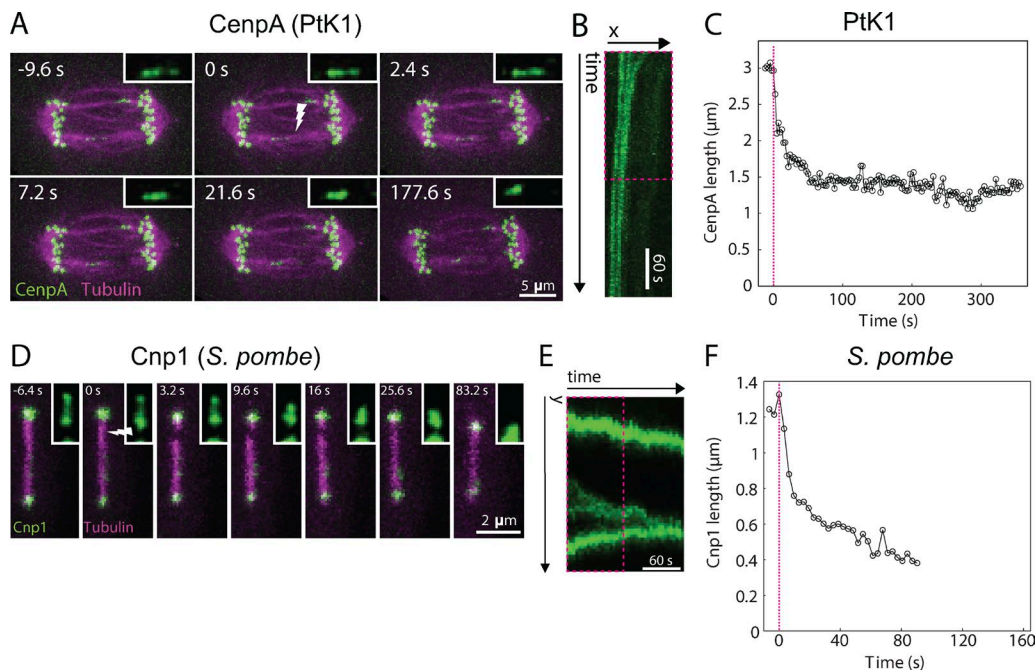 A CenpA (PtK1)
-9.6 s 0 s 2.4 s
7.2 s 21.6 s 177.6 s
CenpA Tubulin 5 µm
B
x
time
60 s
C PtK1
CenpA length (µm)
3
2.5
2
1.5
1
0.5
0
0 100 200 300
Time (s)
D Cnp1 (S. pombe)
-6.4 s 0 s 3.2 s 9.6 s 16 s 25.6 s 83.2 s
Cnp1 Tubulin 2 µm
E
time
y
60 s
F S. pombe
Cnp1 length (µm)
1.4
1.2
1
0.8
0.6
0.4
0.2
0
0 40 80 120 160
Time (s)